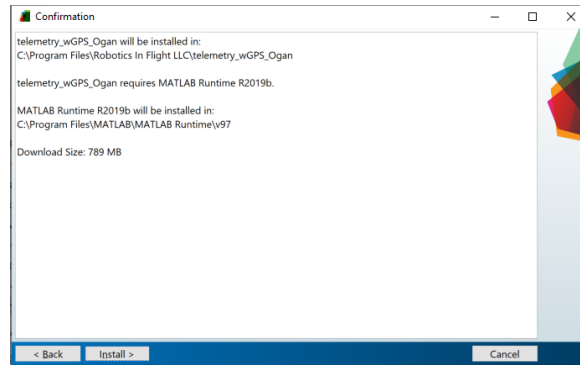 Confirmation
telemetry_wGPS_Ogan will be installed in:
C:\Program Files\Robotics In Flight LLC\telemetry_wGPS_Ogan
telemetry_wGPS_Ogan requires MATLAB Runtime R2019b.
MATLAB Runtime R2019b will be installed in:
C:\Program Files\MATLAB\MATLAB Runtime\v97
Download Size: 789 MB
< Back Install > Cancel